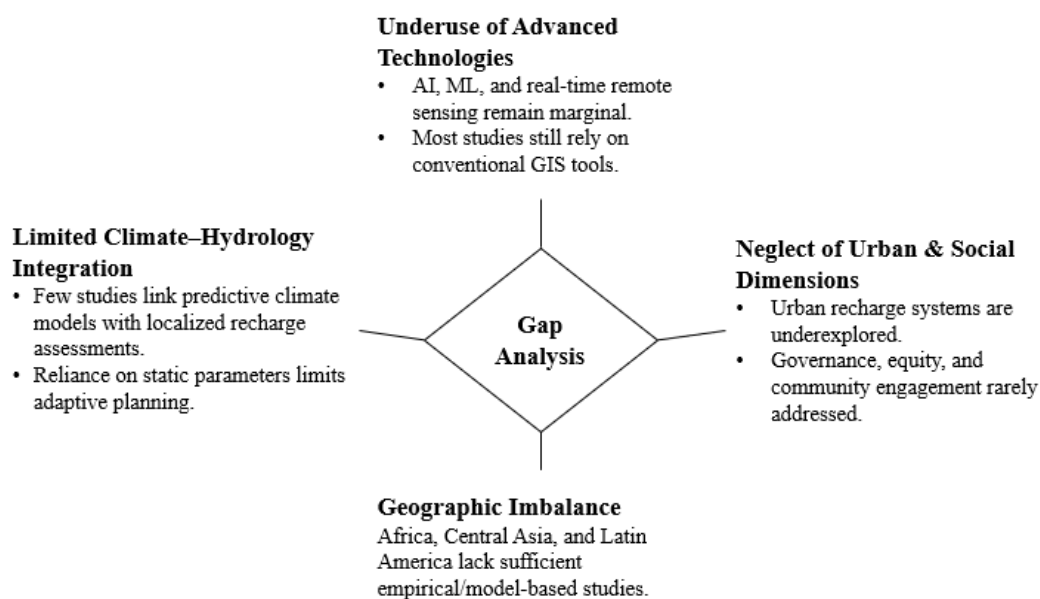 Underuse of Advanced
Technologies
• AI, ML, and real-time remote
sensing remain marginal.
• Most studies still rely on
conventional GIS tools.
Limited Climate–Hydrology
Integration
• Few studies link predictive climate
models with localized recharge
assessments.
• Reliance on static parameters limits
adaptive planning.
Gap
Analysis
Neglect of Urban & Social
Dimensions
• Urban recharge systems are
underexplored.
• Governance, equity, and
community engagement rarely
addressed.
Geographic Imbalance
Africa, Central Asia, and Latin
America lack sufficient
empirical/model-based studies.